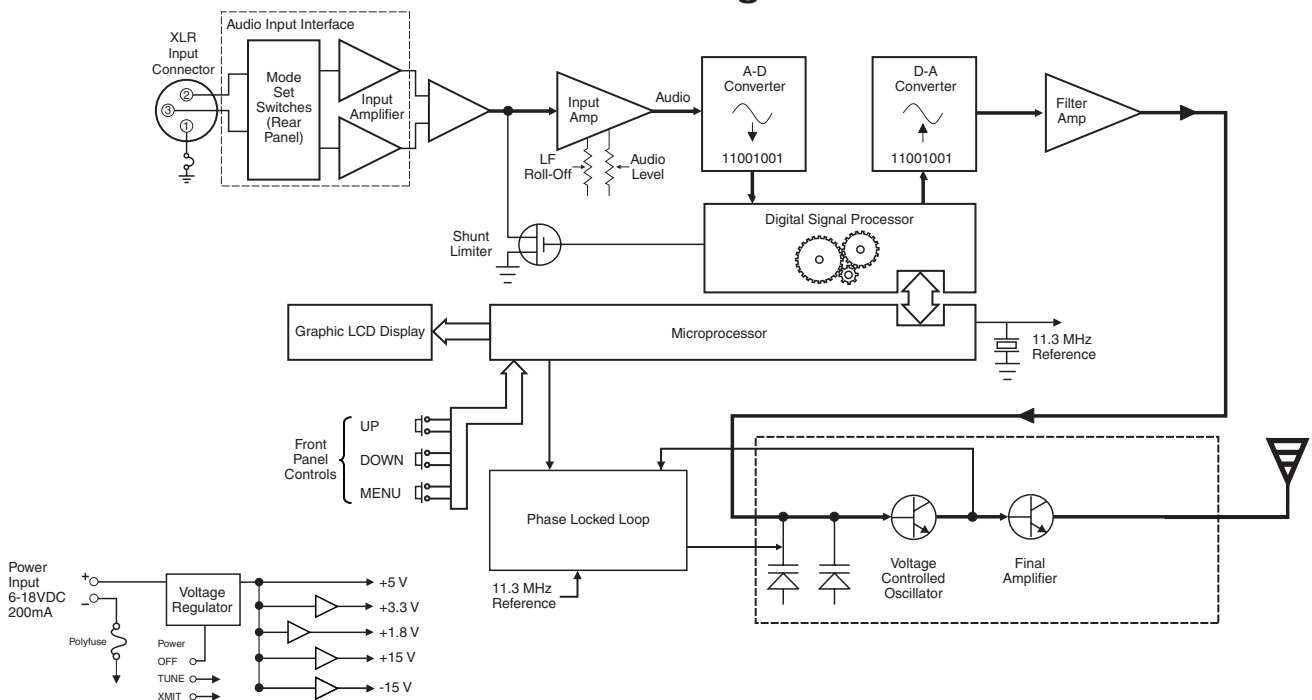 g
Audio Input Interface
XLR
Input
Connector
2
3
1
Mode
Set
Switches
(Rear
Panel)
Input
Amplifier
Input
Amp
LF
Roll-Off
Audio
Level
Audio
A-D
Converter
11001001
D-A
Converter
11001001
Filter
Amp
Shunt
Limiter
Digital Signal Processor
Graphic LCD Display
Microprocessor
11.3 MHz
Reference
Front
Panel
Controls
UP
DOWN
MENU
Phase Locked Loop
11.3 MHz
Reference
Voltage
Controlled
Oscillator
Final
Amplifier
Power
Input
6-18VDC
200mA
+
–
Polyfuse
Voltage
Regulator
Power
OFF
TUNE
XMIT
+5 V
+3.3 V
+1.8 V
+15 V
-15 V